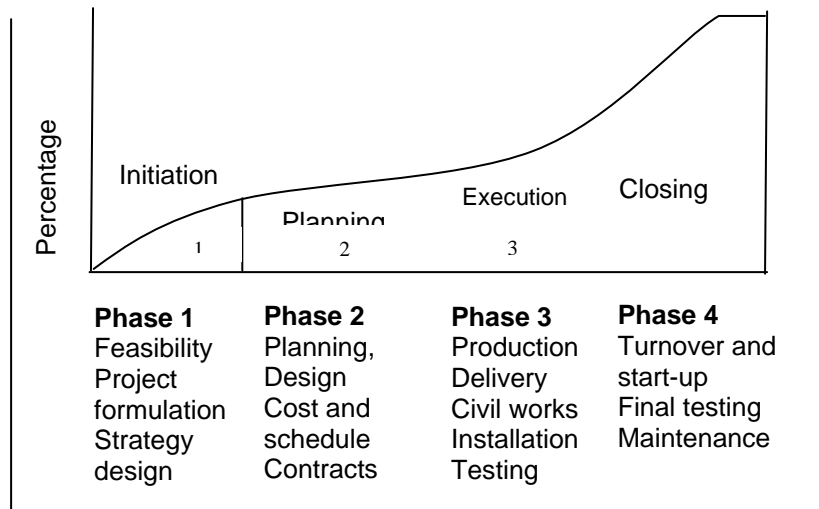 Percentage
Initiation
Planning
Execution
Closing
1
2
3
Phase 1
Feasibility
Project
formulation
Strategy
design
Phase 2
Planning,
Design
Cost and
schedule
Contracts
Phase 3
Production
Delivery
Civil works
Installation
Testing
Phase 4
Turnover and
start-up
Final testing
Maintenance